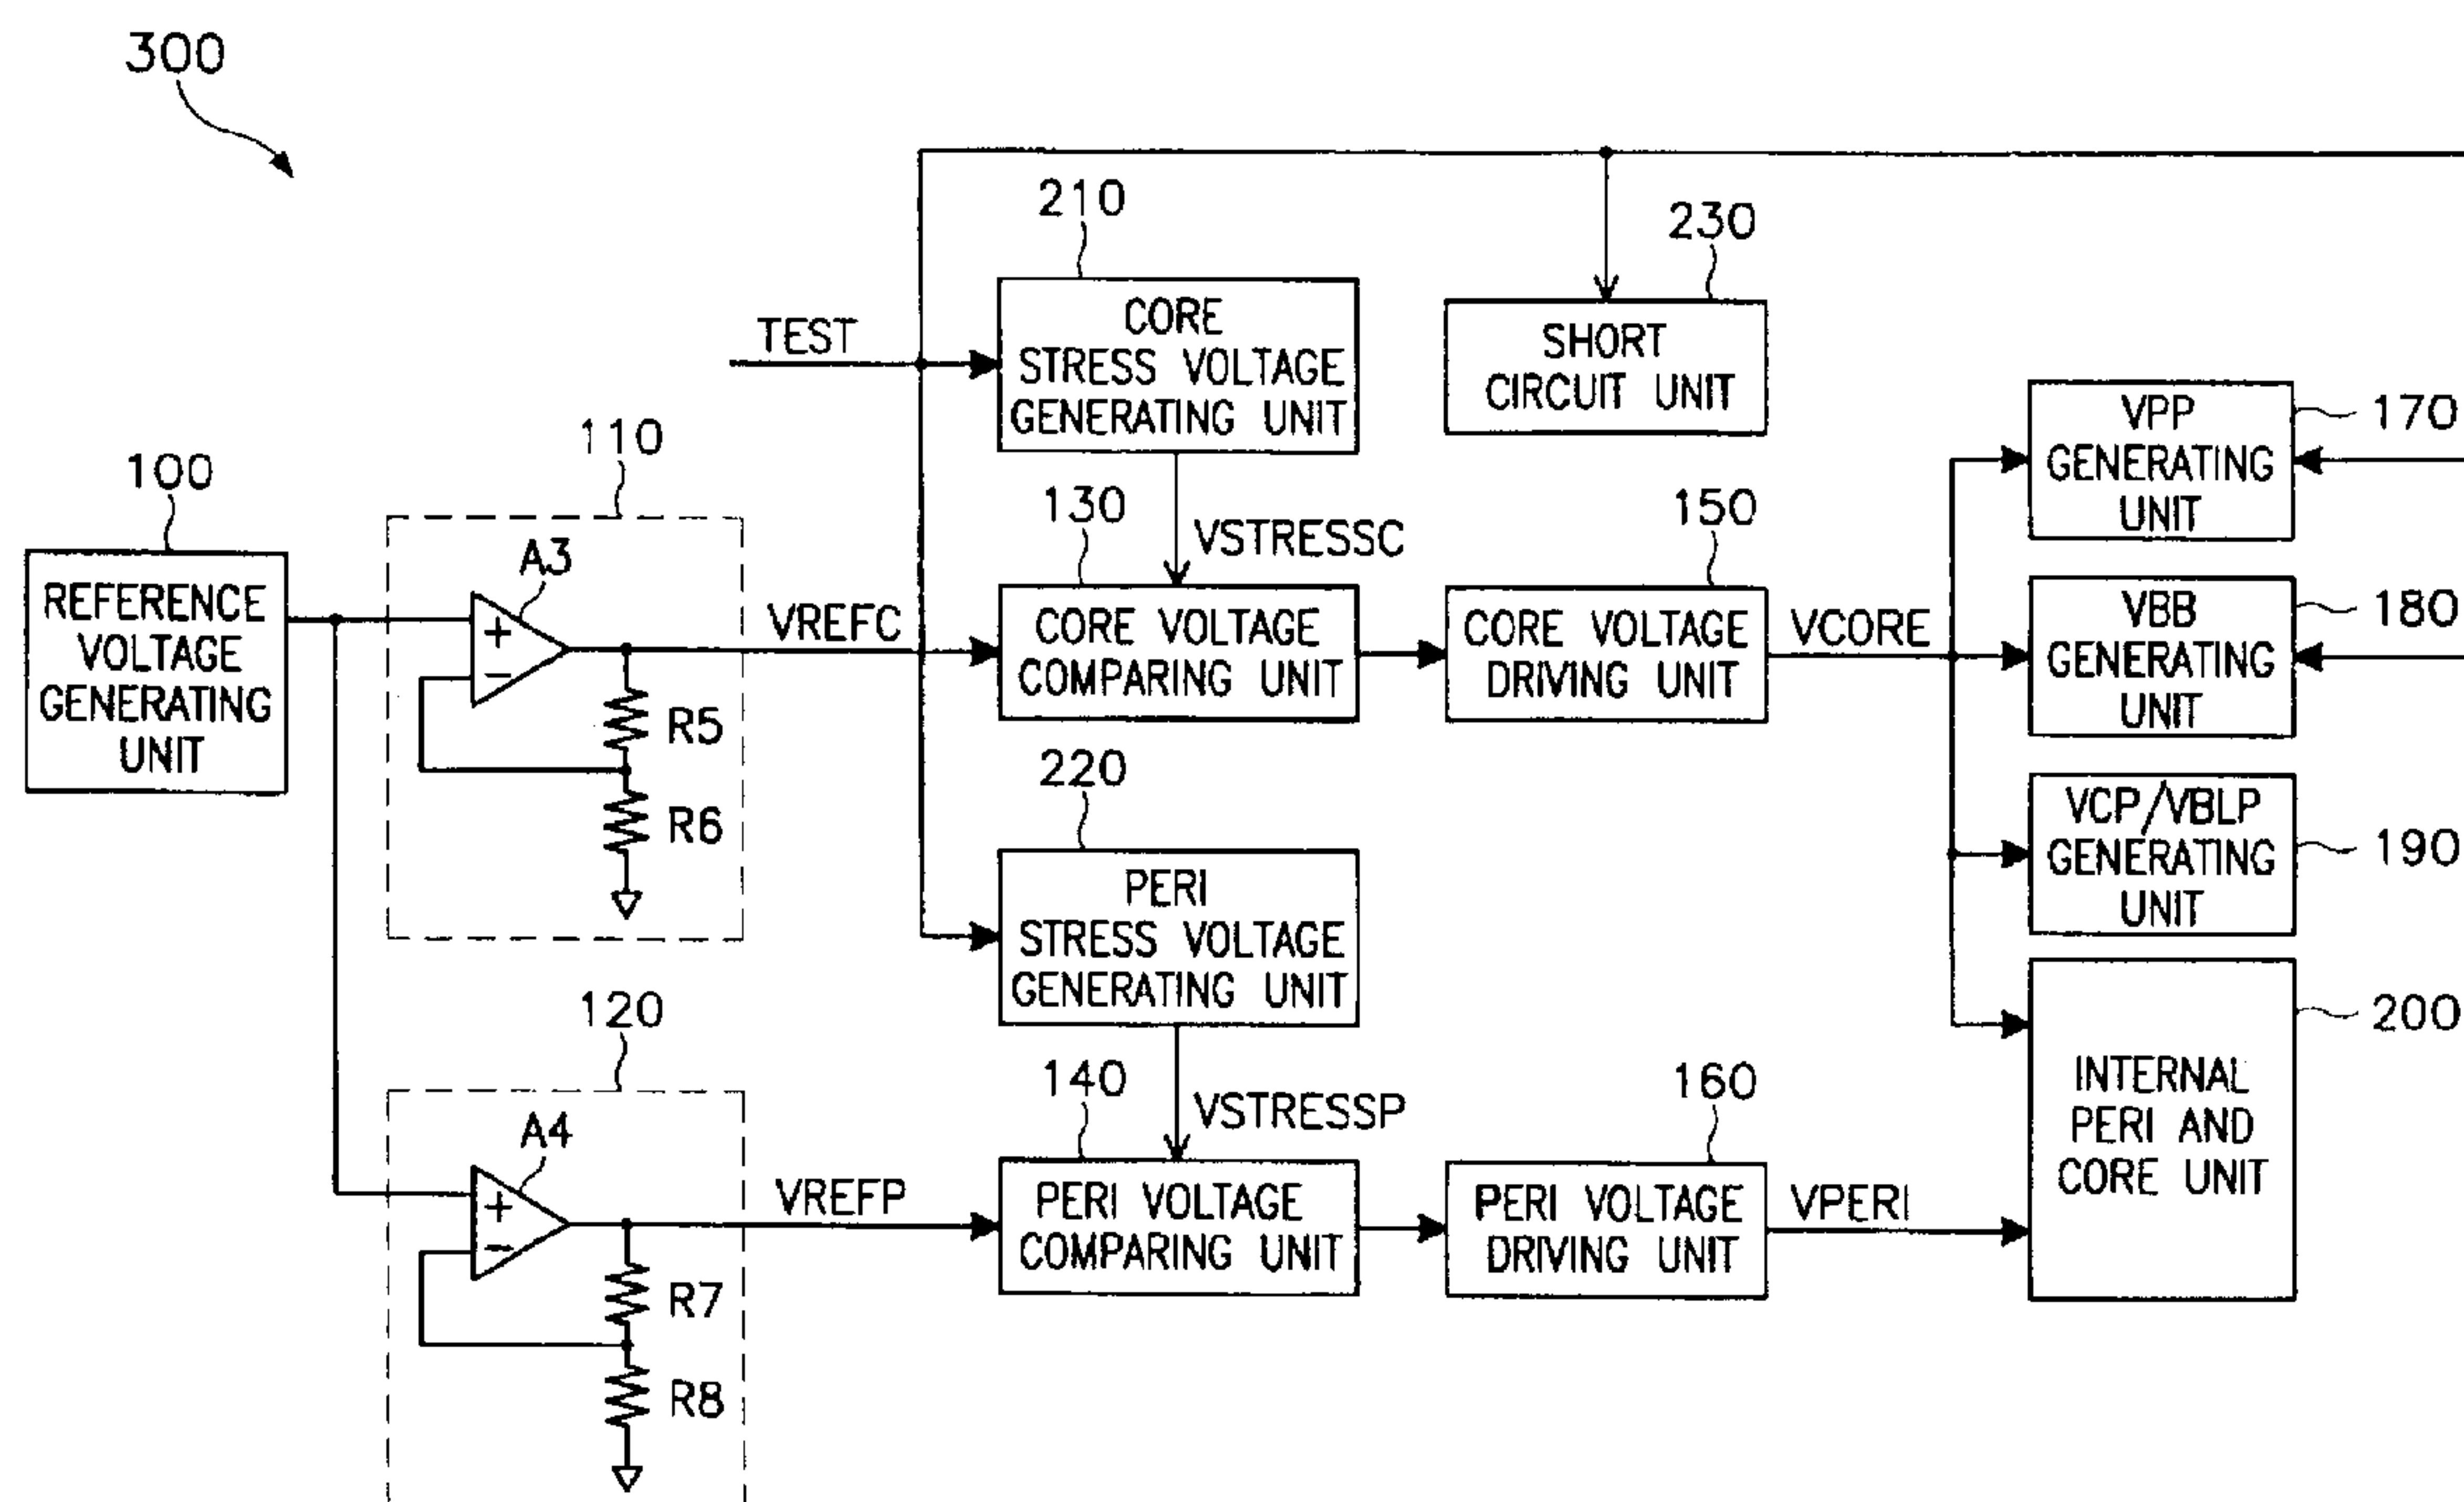 300
210
230
TEST
CORE
STRESS VOLTAGE
GENERATING UNIT
SHORT
CIRCUIT UNIT
VPP
GENERATING
UNIT
170
100
110
130
VSTRESSC
150
REFERENCE
VOLTAGE
GENERATING
UNIT
A3
+
−
R5
R6
VREFC
CORE VOLTAGE
COMPARING UNIT
CORE VOLTAGE
DRIVING UNIT
VCORE
VBB
GENERATING
UNIT
180
220
VCP/VBLP
GENERATING
UNIT
190
PERI
STRESS VOLTAGE
GENERATING UNIT
120
140
VSTRESSP
160
200
INTERNAL
PERI AND
CORE UNIT
A4
+
−
R7
R8
VREFP
PERI VOLTAGE
COMPARING UNIT
PERI VOLTAGE
DRIVING UNIT
VPERI